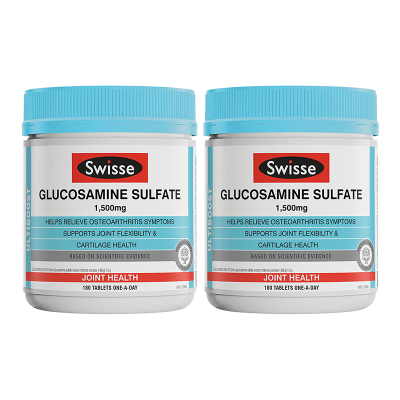 Swisse
ULTIBOOST
GLUCOSAMINE SULFATE
1,500mg
HELPS RELIEVE OSTEOARTHRITIS SYMPTOMS
SUPPORTS JOINT FLEXIBILITY &
CARTILAGE HEALTH
BASED ON SCIENTIFIC EVIDENCE
JOINT HEALTH
180 TABLETS ONE-A-DAY
Swisse
ULTIBOOST
GLUCOSAMINE SULFATE
1,500mg
HELPS RELIEVE OSTEOARTHRITIS SYMPTOMS
SUPPORTS JOINT FLEXIBILITY &
CARTILAGE HEALTH
BASED ON SCIENTIFIC EVIDENCE
JOINT HEALTH
180 TABLETS ONE-A-DAY